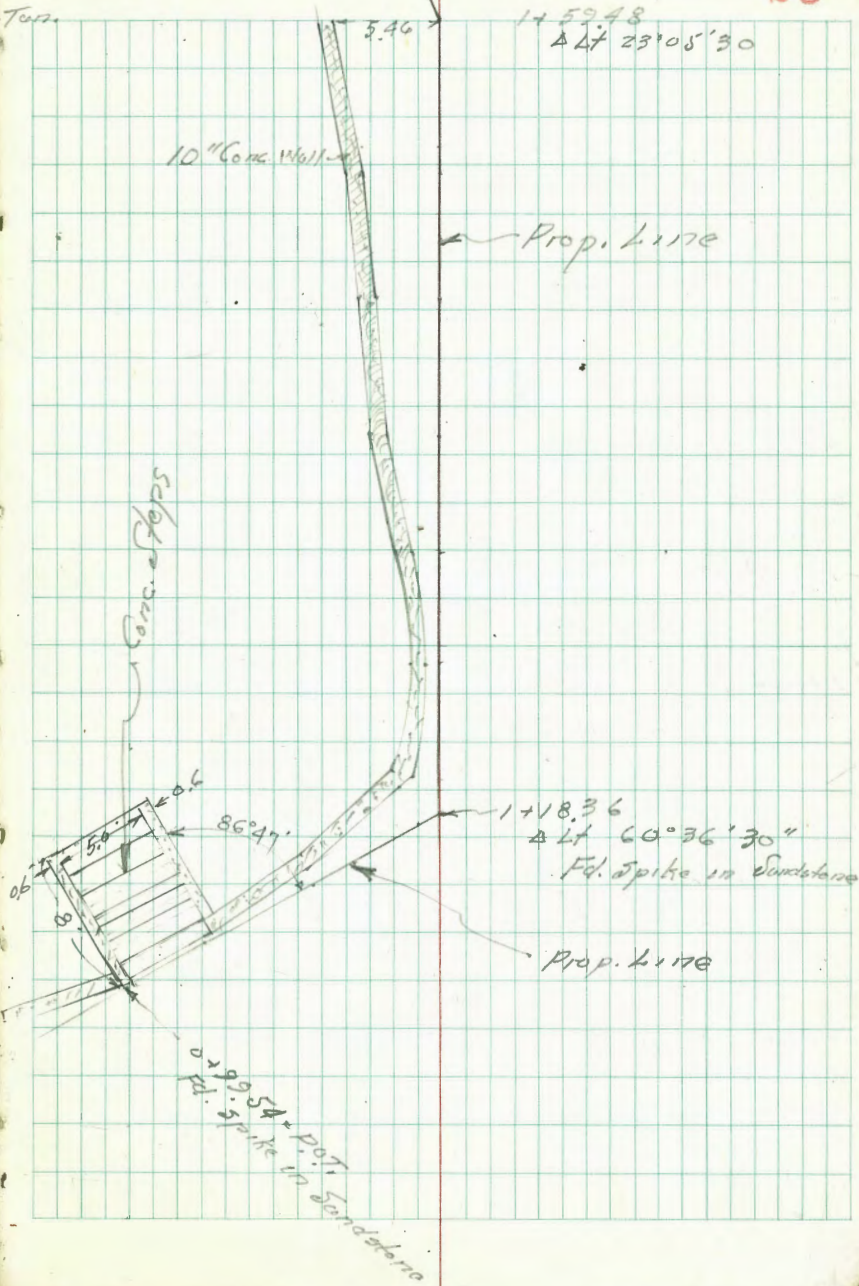 Tan.
5.46
1+59.48
Δ Lt 23°05'30
10" Conc Wall
Prop. Line
Conc. Steps
0.6
86°47'
5.0
0.6
8'
1+18.36
Δ Lt 60°36'30"
Fd. Spike in Sandstone
Prop. Line
0+99.54 P.O.T.
Fd. Spike in Sandstone